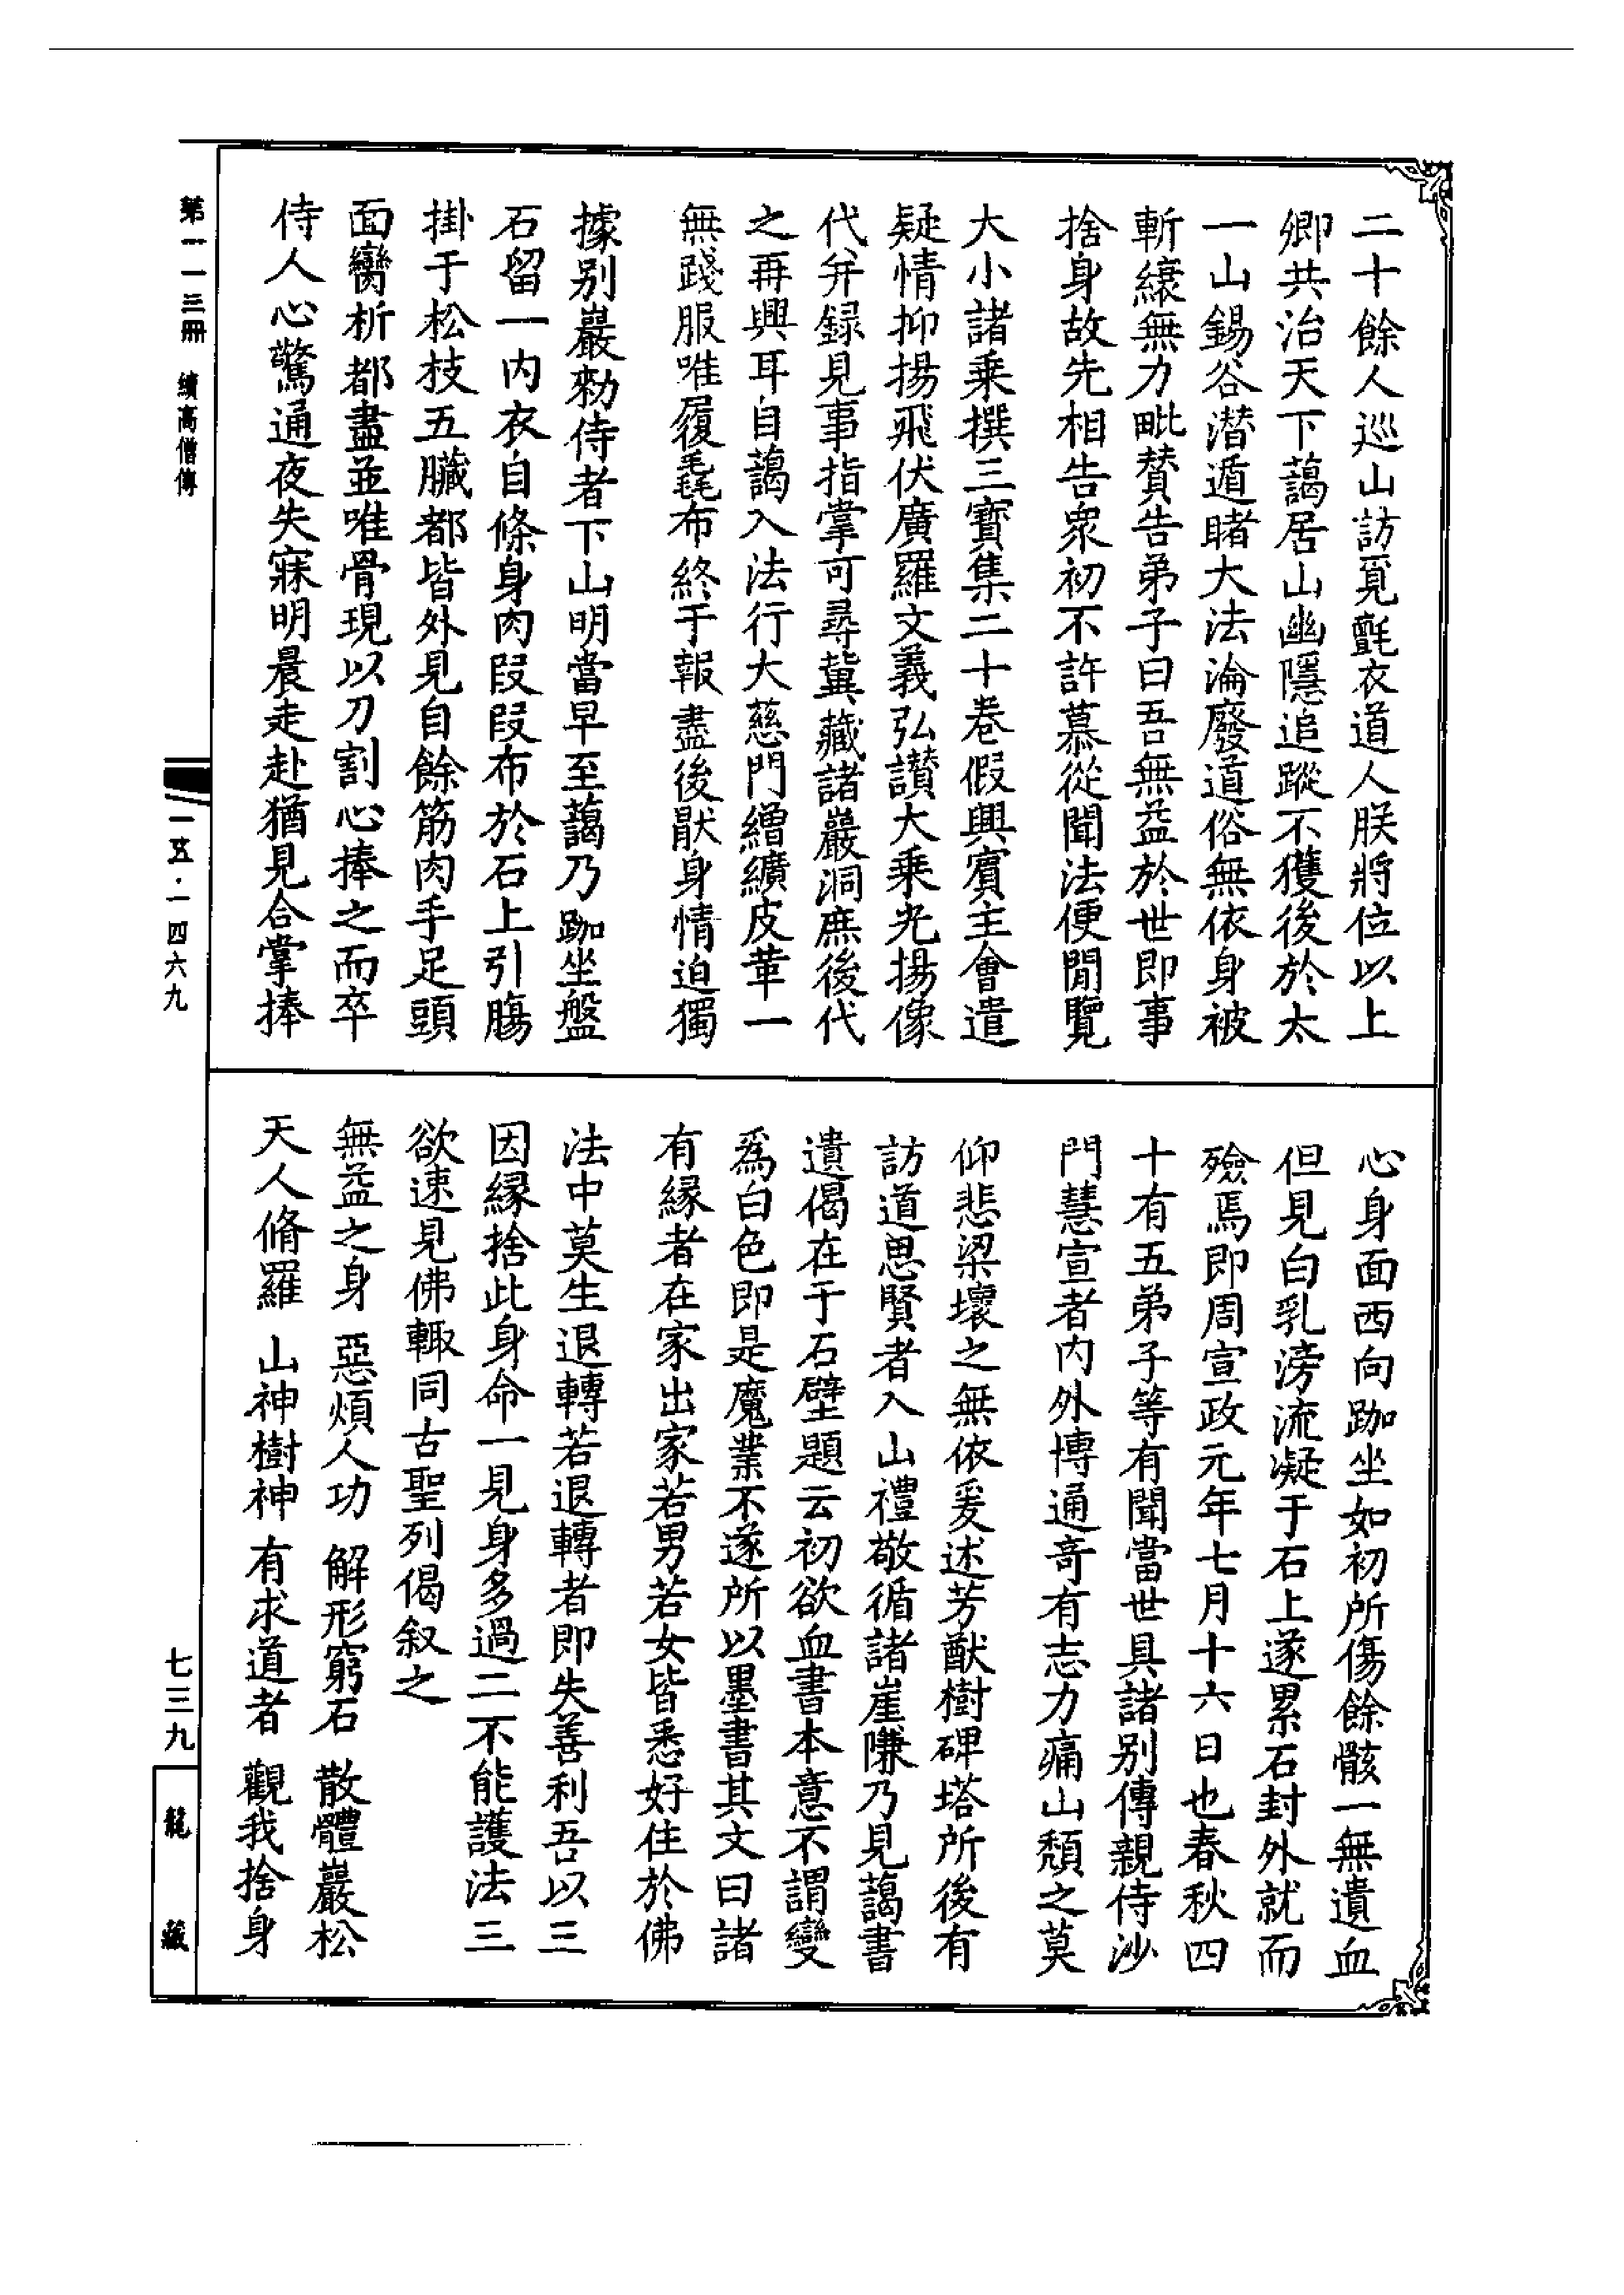 二十餘人巡山訪覓氈衣道人朕將位以上
卿共治天下藹居山幽隱追蹤不獲後於太
一山錫谷潛遁睹大法淪廢道俗無依身被
斬縗無力毗贊告弟子曰吾無益於世即事
捨身故先相告眾初不許慕從聞法便閒覽
大小諸乘撰三寶集二十卷假興賓主會遣
疑情抑揚飛伏廣羅文義弘讚大乘光揚像
代并録見事指掌可尋冀藏諸巖洞庶後代
之再興耳自藹入法行大慈門繒纊皮革一
無踐服唯履毳布終于報盡後猒身情迫獨
據別巖勑侍者下山明當早至藹乃跏坐盤
石留一內衣自條身肉段段布於石上引膓
掛于松枝五臟都皆外見自餘筋肉手足頭
面臠析都盡並唯骨現以刀割心捧之而卒
侍人心驚通夜失寐明晨走赴猶見合掌捧
心身面西向跏坐如初所傷餘骸一無遺血
但見白乳滂流凝于石上遂累石封外就而
殮焉即周宣政元年七月十六日也春秋四
十有五弟子等有聞當世具諸別傳親侍沙
門慧宣者內外博通奇有志力痛山頹之莫
仰悲梁壞之無依爰述芳猷樹碑塔所後有
訪道思賢者入山禮敬循諸崖隒乃見藹書
遺偈在于石壁題云初欲血書本意不謂變
為白色即是魔業不遂所以墨書其文曰諸
有緣者在家出家若男若女皆悉好住於佛
法中莫生退轉若退轉者即失善利吾以三
因緣捨此身命一見身多過二不能護法三
欲速見佛輙同古聖列偈叙之
無益之身 惡煩人功 解形窮石 散體巖松
天人脩羅 山神樹神 有求道者 觀我捨身
第一一三冊 續高僧傳
一五·一四六九
七三九
龍藏